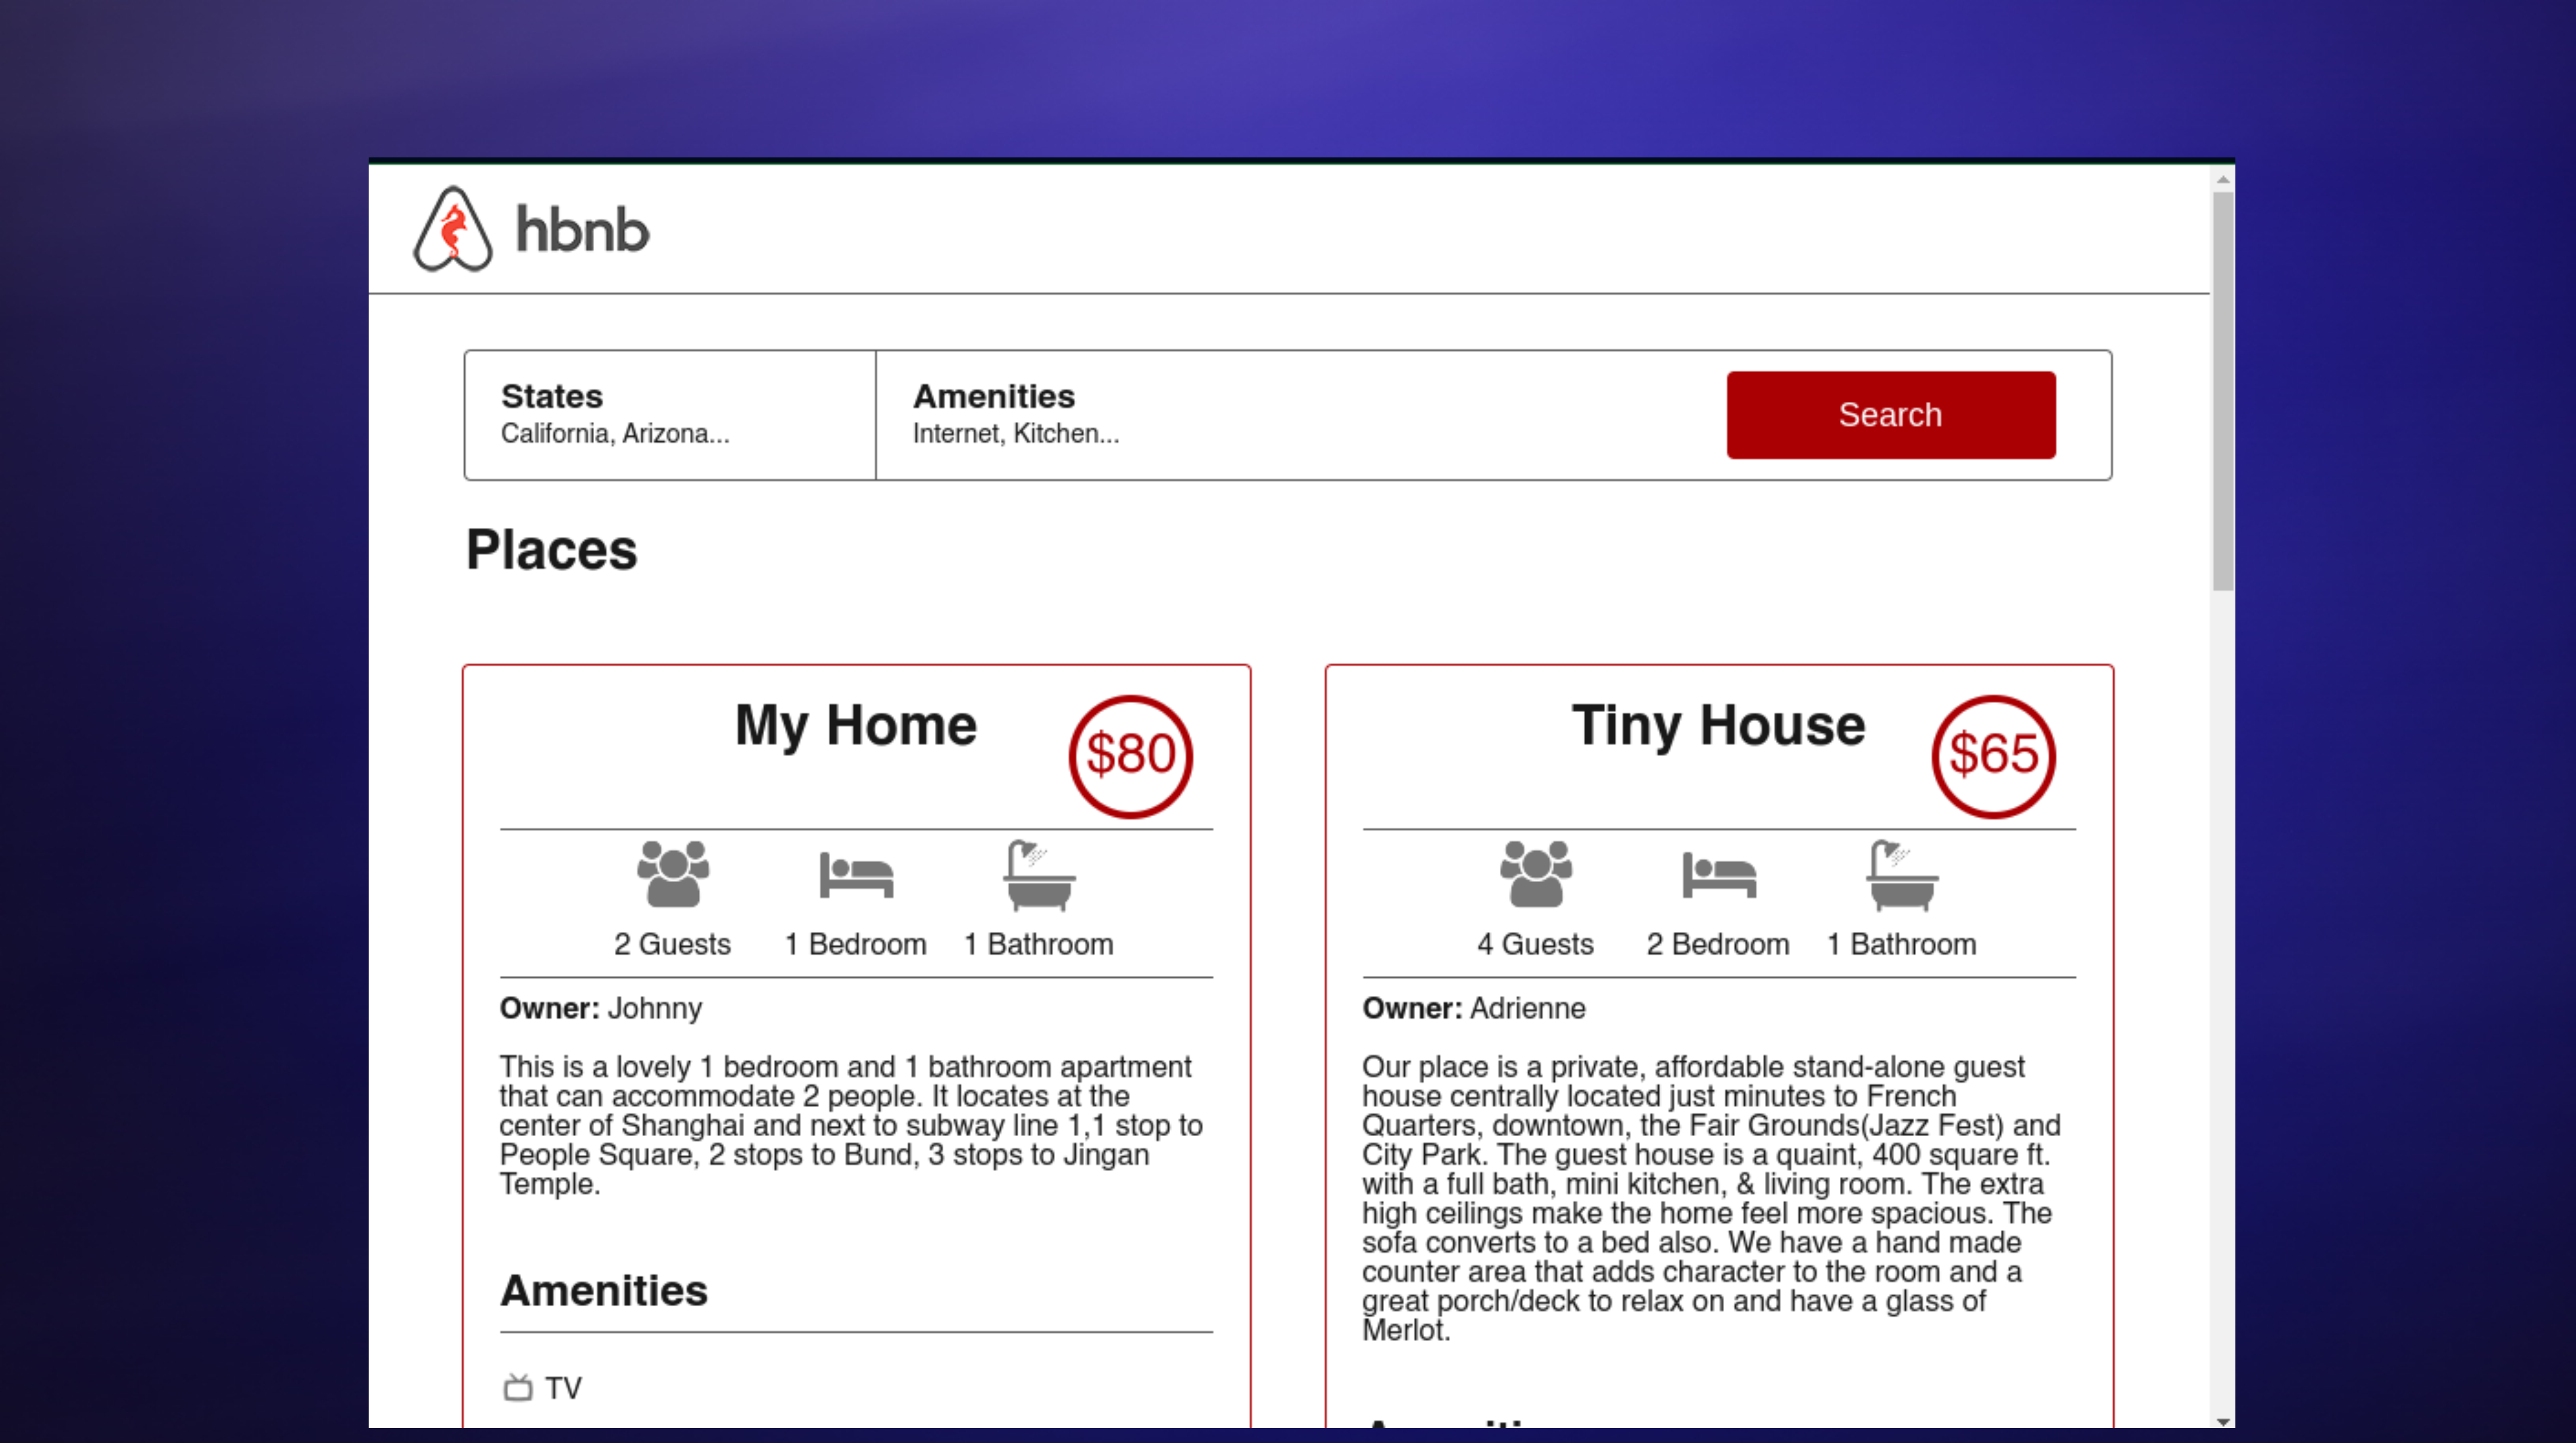 hbnb
States
California, Arizona...
Amenities
Internet, Kitchen...
Search
Places
My Home
$80
2 Guests
1 Bedroom
1 Bathroom
Owner: Johnny
This is a lovely 1 bedroom and 1 bathroom apartment
that can accommodate 2 people. It locates at the
center of Shanghai and next to subway line 1,1 stop to
People Square, 2 stops to Bund, 3 stops to Jingan
Temple.
Amenities
TV
Tiny House
$65
4 Guests
2 Bedroom
1 Bathroom
Owner: Adrienne
Our place is a private, affordable stand-alone guest
house centrally located just minutes to French
Quarters, downtown, the Fair Grounds(Jazz Fest) and
City Park. The guest house is a quaint, 400 square ft.
with a full bath, mini kitchen, & living room. The extra
high ceilings make the home feel more spacious. The
sofa converts to a bed also. We have a hand made
counter area that adds character to the room and a
great porch/deck to relax on and have a glass of
Merlot.